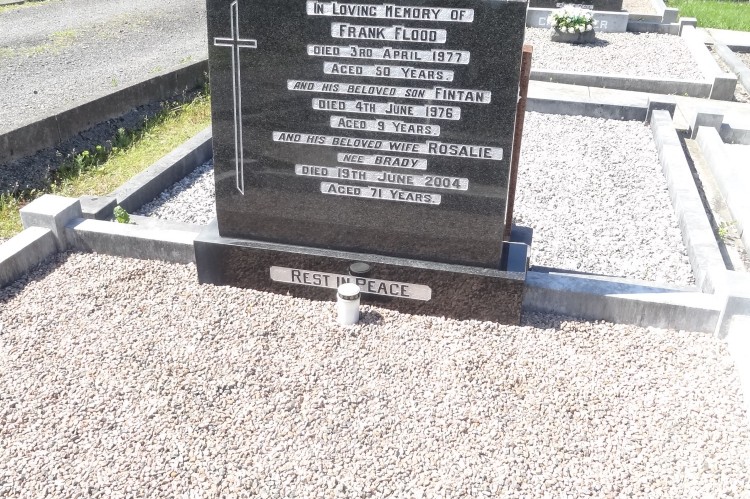 In Loving Memory of
Frank Flood
Died 3rd April 1977
Aged 50 Years
and his beloved son Fintan
Died 4th June 1976
Aged 9 Years
and his beloved wife Rosalie
nee Brady
Died 19th June 2004
Aged 71 Years
Rest in Peace